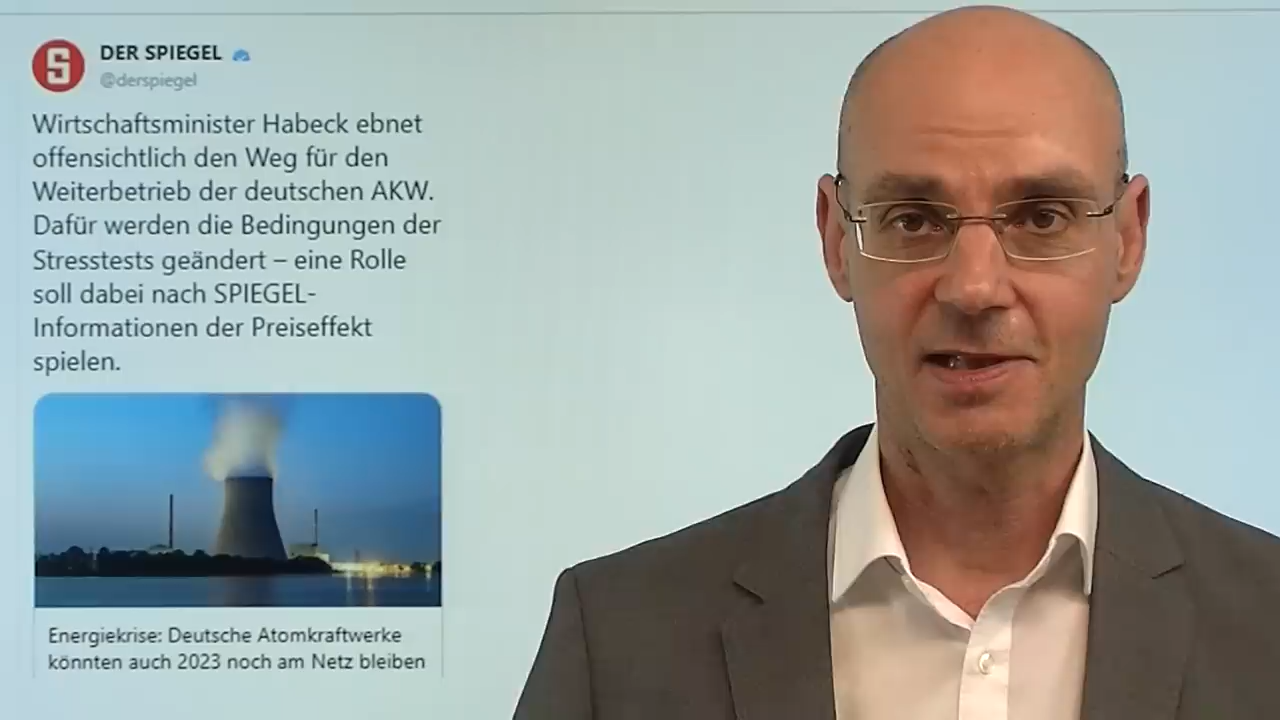 DER SPIEGEL
@derspiegel
Wirtschaftsminister Habeck ebnet
offensichtlich den Weg für den
Weiterbetrieb der deutschen AKW.
Dafür werden die Bedingungen der
Stresstests geändert – eine Rolle
soll dabei nach SPIEGEL-
Informationen der Preiseffekt
spielen.
Energiekrise: Deutsche Atomkraftwerke
könnten auch 2023 noch am Netz bleiben